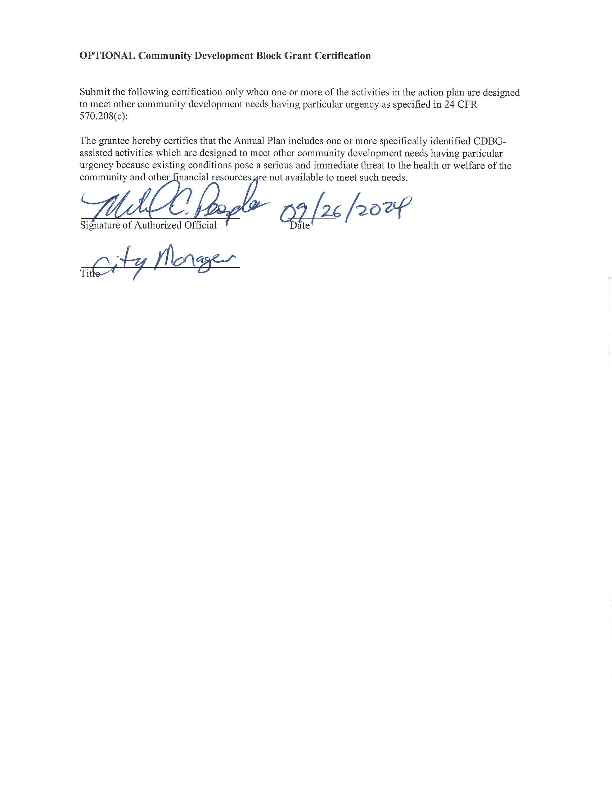 OPTIONAL Community Development Block Grant Certification
Submit the following certification only when one or more of the activities in the action plan are designed
to meet other community development needs having particular urgency as specified in 24 CFR
570.208(c):
The grantee hereby certifies that the Annual Plan includes one or more specifically identified CDBG-
assisted activities which are designed to meet other community development needs having particular
urgency because existing conditions pose a serious and immediate threat to the health or welfare of the
community and other financial resources are not available to meet such needs.
C. 09/26/2024
Signature of Authorized Official Date
City Manager
Title